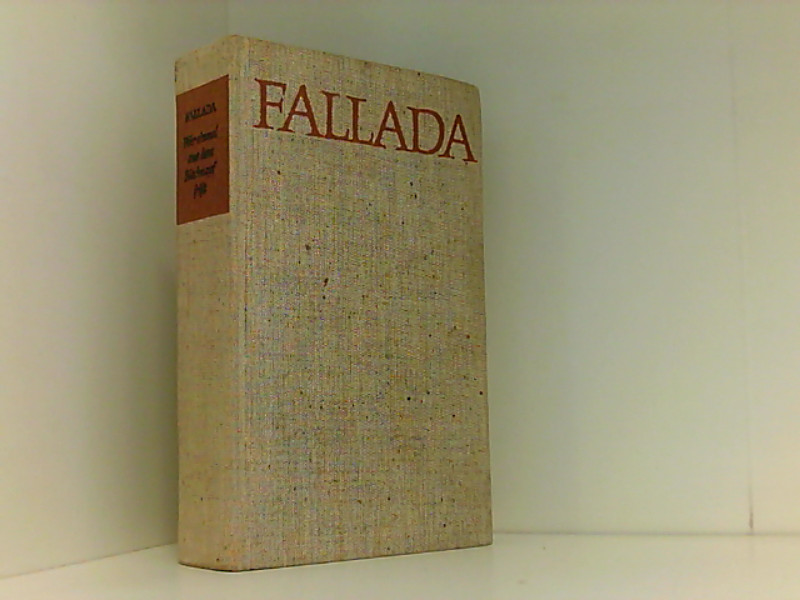 FALLADA
Wer einmal
aus dem
Blechnapf
frißt
FALLADA